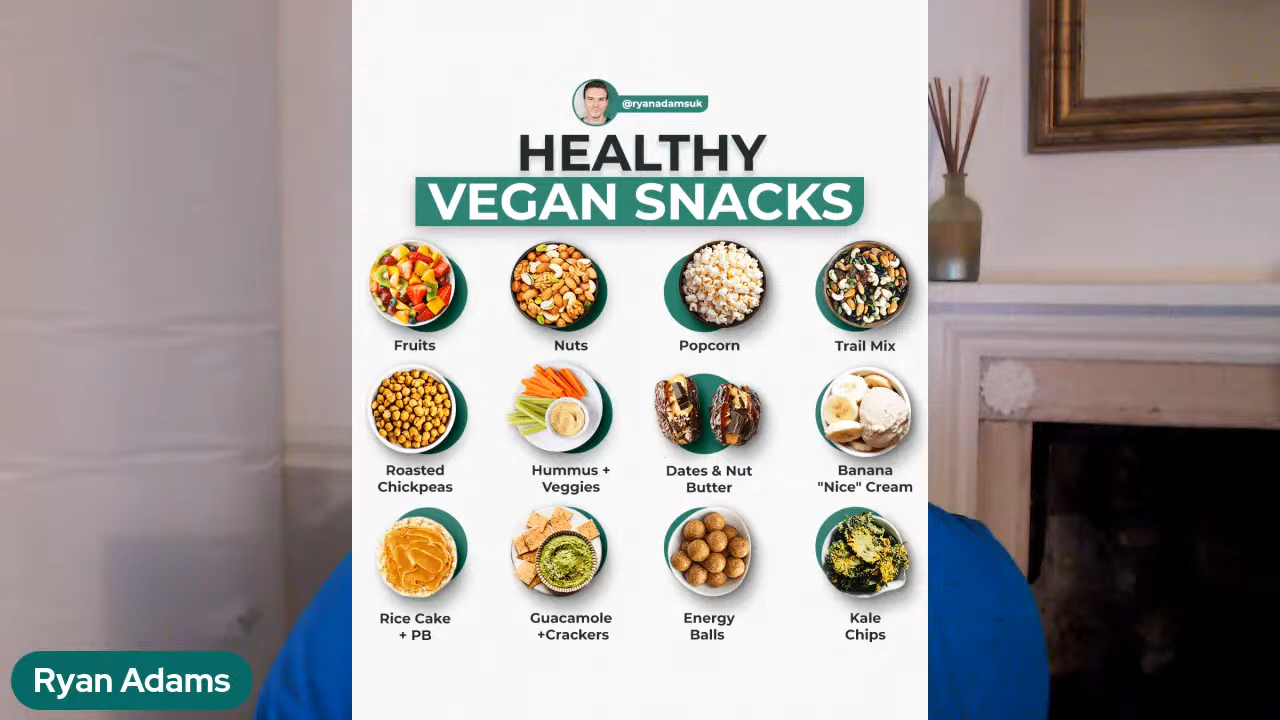 @ryanadamsuk
HEALTHY
VEGAN SNACKS
Fruits
Nuts
Popcorn
Trail Mix
Roasted
Chickpeas
Hummus +
Veggies
Dates & Nut
Butter
Banana
"Nice" Cream
Rice Cake
+ PB
Guacamole
+Crackers
Energy
Balls
Kale
Chips
Ryan Adams